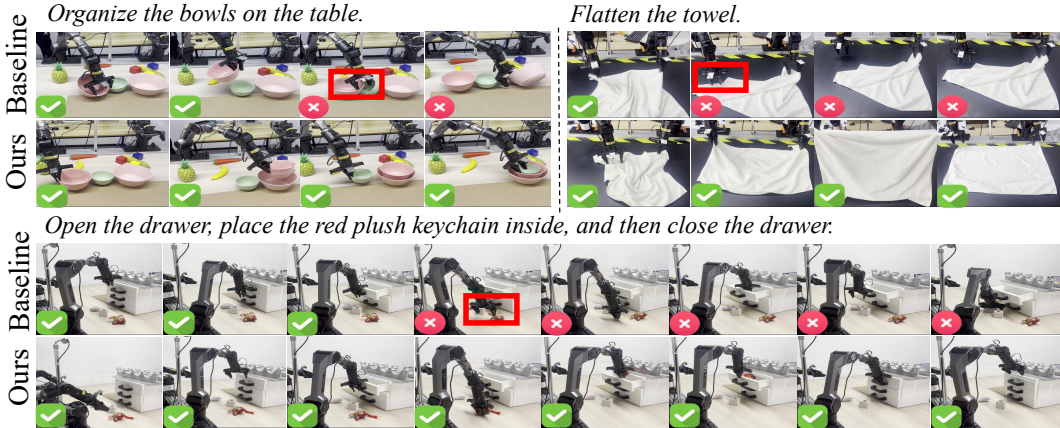 Organize the bowls on the table.
Flatten the towel.
Baseline
Ours
Open the drawer, place the red plush keychain inside, and then close the drawer.
Baseline
Ours